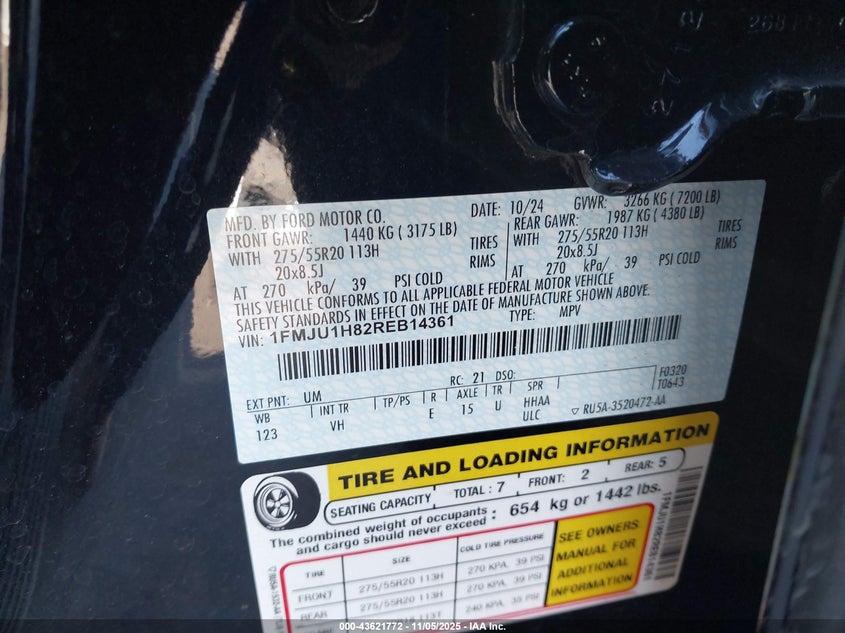 MFD. BY FORD MOTOR CO.
DATE: 10/24 GVWR: 3266 KG ( 7200 LB)
FRONT GAWR: 1440 KG ( 3175 LB) REAR GAWR: 1987 KG ( 4380 LB)
WITH 275/55R20 113H TIRES WITH 275/55R20 113H TIRES
20x8.5J RIMS 20x8.5J RIMS
AT 270 kPa/ 39 PSI COLD AT 270 kPa/ 39 PSI COLD
THIS VEHICLE CONFORMS TO ALL APPLICABLE FEDERAL MOTOR VEHICLE
SAFETY STANDARDS IN EFFECT ON THE DATE OF MANUFACTURE SHOWN ABOVE.
VIN: 1FMJU1H82REB14361 TYPE: MPV
F0320
T0643
EXT PNT: UM RC: 21 DSO:
WB INT TR TP/PS R AXLE TR SPR
123 VH E 15 U HHAA
ULC RU5A-3520472-AA
TIRE AND LOADING INFORMATION
SEATING CAPACITY TOTAL : 7 FRONT: 2 REAR: 5
The combined weight of occupants
and cargo should never exceed : 654 kg or 1442 lbs.
TIRE SIZE COLD TIRE PRESSURE
FRONT 275/55R20 113H 270 KPA, 39 PSI
REAR 275/55R20 113H 270 KPA, 39 PSI
240 KPA, 35 PSI
SEE OWNERS
MANUAL FOR
ADDITIONAL
INFORMATION
1FMJU1H82REB14361
000-43621772 — 11/05/2025 — IAA Inc.